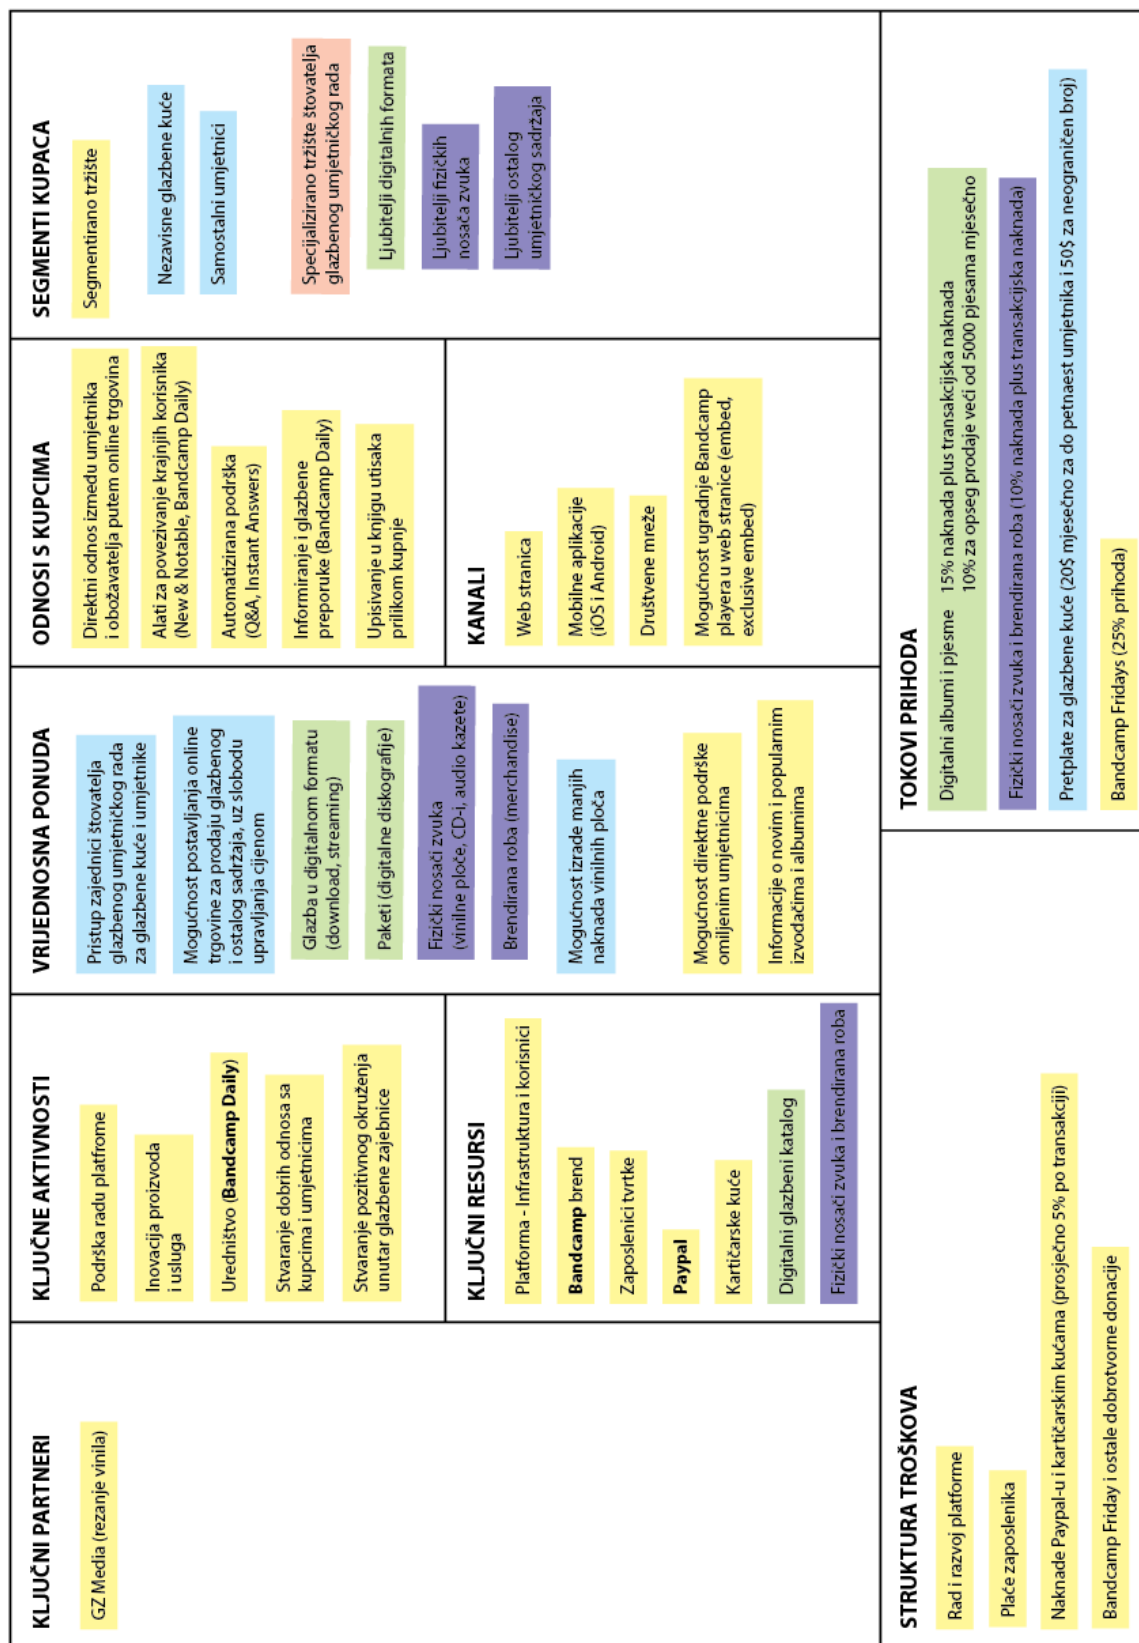 KLJUČNI PARTNERI
GZ Media (rezanje vinila)
KLJUČNE AKTIVNOSTI
Podrška radu platfrome
Inovacija proizvoda
i usluga
Uredništvo (Bandcamp Daily)
Stvaranje dobrih odnosa sa
kupcima i umjetnicima
Stvaranje pozitivnog okruženja
unutar glazbene zajebnice
KLJUČNI RESURSI
Platforma - Infrastruktura i korisnici
Bandcamp brend
Zaposlenici tvrtke
Paypal
Kartičarske kuće
Digitalni glazbeni katalog
Fizički nosači zvuka i brendirana roba
VRIJEDNOSNA PONUDA
Pristup zajednici štovatelja
glazbenog umjetničkog rada
za glazbene kuće i umjetnike
Mogućnost postavljanja online
trgovine za prodaju glazbenog
i ostalog sadržaja, uz slobodu
upravljanja cijenom
Glazba u digitalnom formatu
(download, streaming)
Paketi (digitalne diskografije)
Fizički nosači zvuka
(vinilne ploče, CD-i, audio kazete)
Brendirana roba (merchandise)
Mogućnost izrade manjih
naknada vinilnih ploča
Mogućnost direktne podrške
omiljenim umjetnicima
Informacije o novim i popularnim
izvođačima i albumima
ODNOSI S KUPCIMA
Direktni odnos između umjetnika
i obožavatelja putem online trgovina
Alati za povezivanje krajnjih korisnika
(New & Notable, Bandcamp Daily)
Automatizirana podrška
(Q&A, Instant Answers)
Informiranje i glazbene
preporuke (Bandcamp Daily)
Upisivanje u knjigu utisaka
prilikom kupnje
KANALI
Web stranica
Mobilne aplikacije
(iOS i Android)
Društvene mreže
Mogućnost ugradnje Bandcamp
playera u web stranice (embed,
exclusive embed)
SEGMENTI KUPACA
Segmentirano tržište
Nezavisne glazbene kuće
Samostalni umjetnici
Specijalizirano tržište štovatelja
glazbenog umjetničkog rada
Ljubitelji digitalnih formata
Ljubitelji fizičkih
nosača zvuka
Ljubitelji ostalog
umjetničkog sadržaja
STRUKTURA TROŠKOVA
Rad i razvoj platforme
Plaće zaposlenika
Naknade Paypal-u i kartičarskim kućama (prosječno 5% po transakciji)
Bandcamp Friday i ostale dobrotvorne donacije
TOKOVI PRIHODA
Digitalni albumi i pjesme 15% naknada plus transakcijska naknada
10% za opseg prodaje veći od 5000 pjesama mjesečno
Fizički nosači zvuka i brendirana roba (10% naknada plus transakcijska naknada)
Pretplate za glazbene kuće (20$ mjesečno za do petnaest umjetnika i 50$ za neograničen broj)
Bandcamp Fridays (25% prihoda)